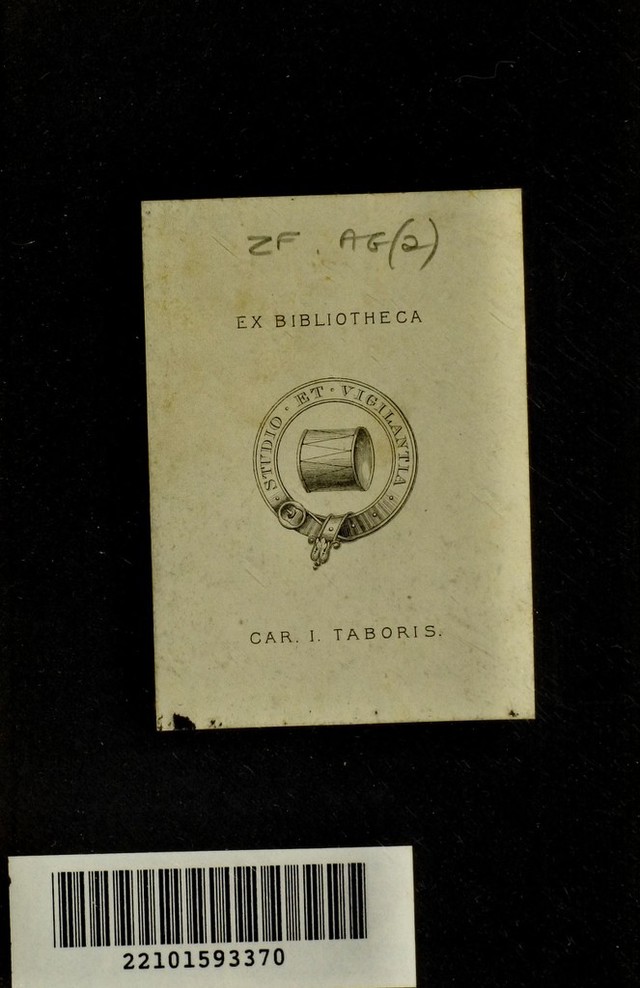 ZF . AG(2)
EX BIBLIOTHECA
· STUDIO · ET · VIGILANTIA ·
CAR. I. TABORIS.
22101593370